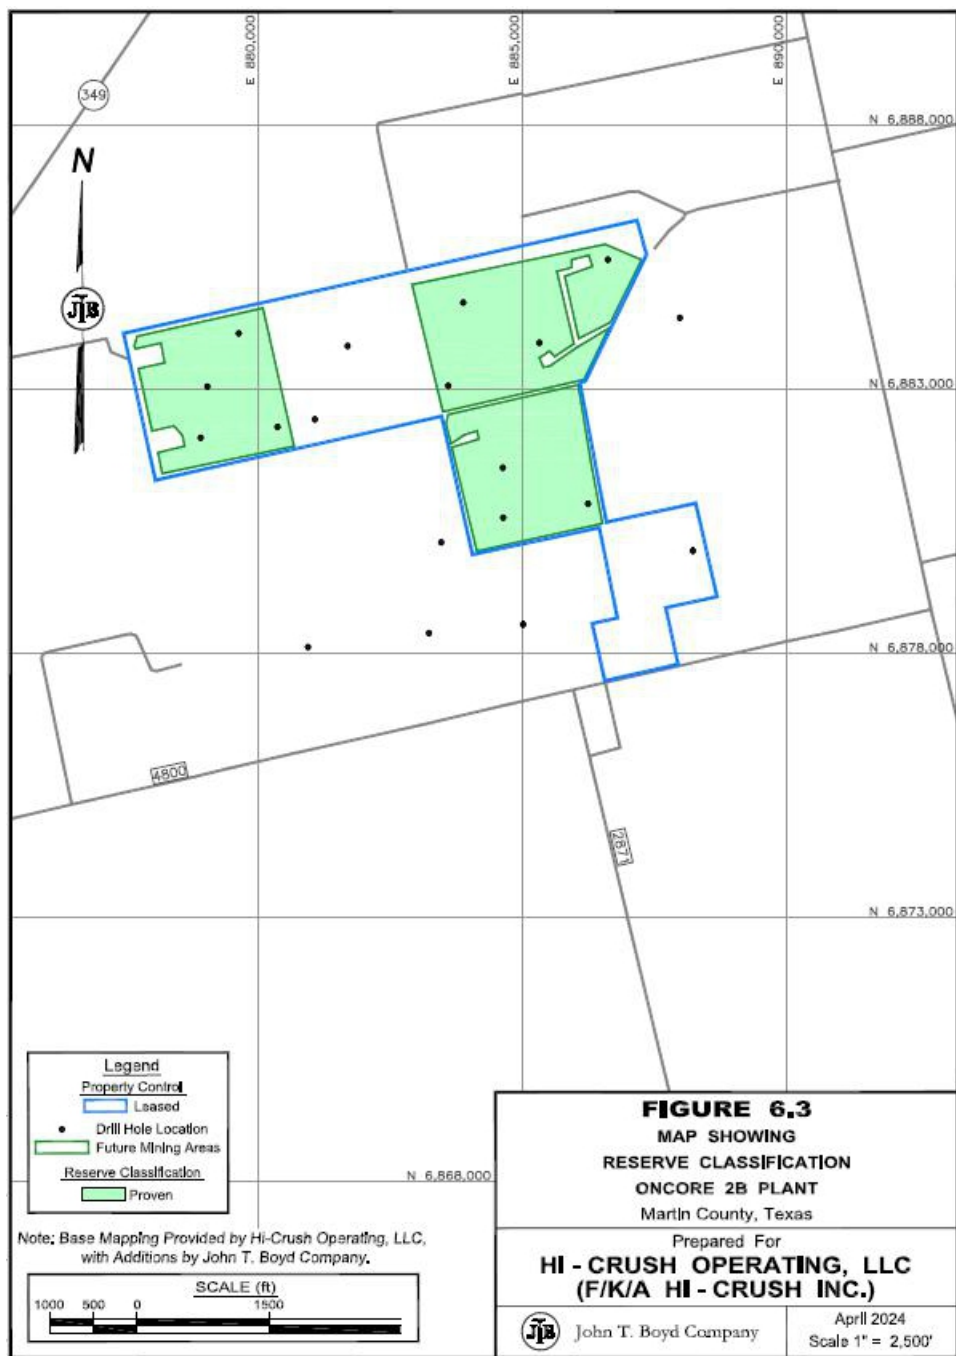 E 880,000
E 885,000
E 890,000
349
N 6,888,000
N
JTB
N 6,883,000
N 6,878,000
4800
2871
N 6,873,000
Legend
Property Control
Leased
Drill Hole Location
Future Mining Areas
Reserve Classification
Proven
N 6,868,000
Note: Base Mapping Provided by Hi-Crush Operating, LLC,
with Additions by John T. Boyd Company.
SCALE (ft)
1000 500 0 1500
FIGURE 6.3
MAP SHOWING
RESERVE CLASSIFICATION
ONCORE 2B PLANT
Martin County, Texas
Prepared For
HI - CRUSH OPERATING, LLC
(F/K/A HI - CRUSH INC.)
JTB John T. Boyd Company
April 2024
Scale 1" = 2,500'